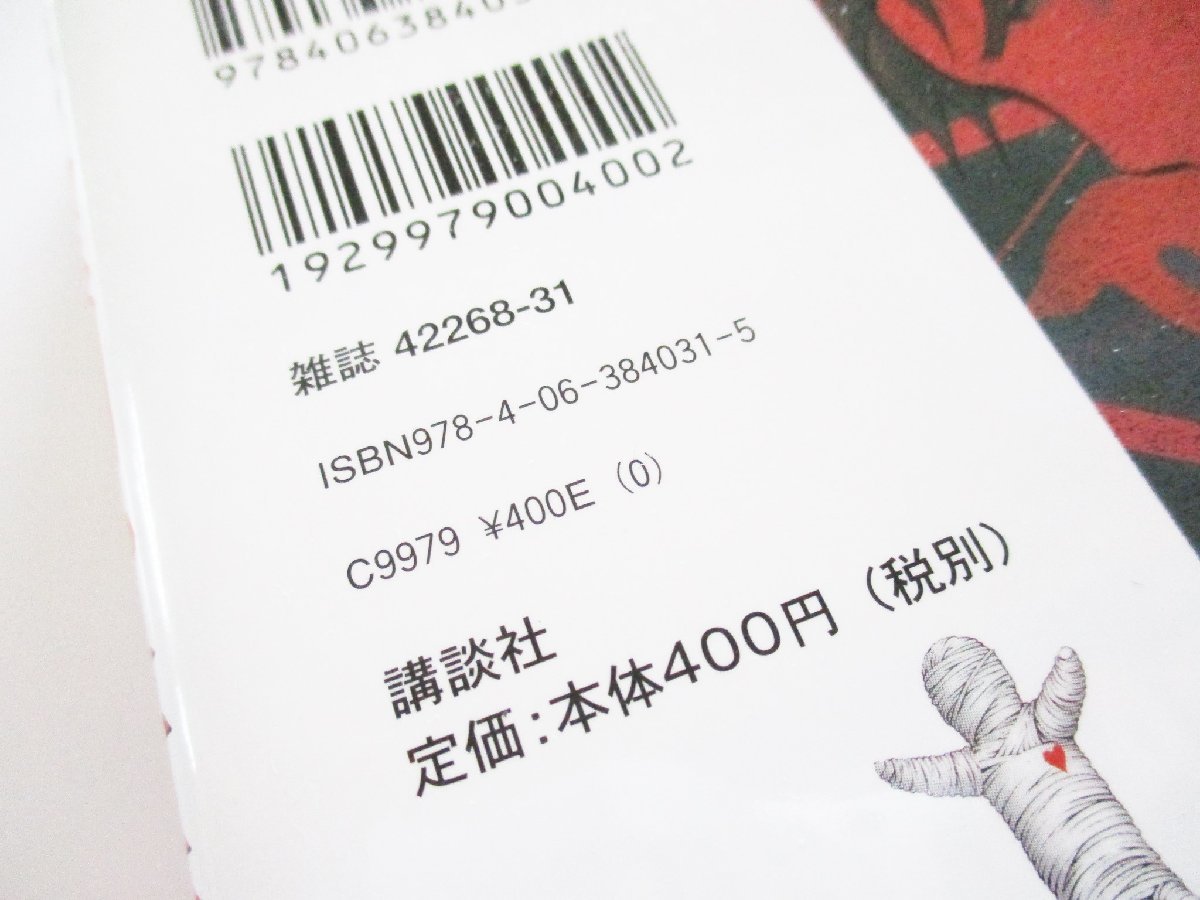 1929979004002
雑誌 42268-31
ISBN978-4-06-384031-5
C9979 ¥400E (0)
講談社
定価:本体400円(税別)